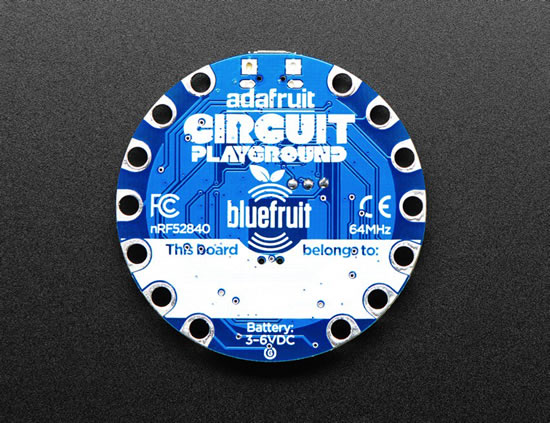 adafruit
CIRCUIT
PLAYGROUND
bluefruit
FC CE
nRF52840 64MHz
This board belongs to:
Battery:
3-6VDC